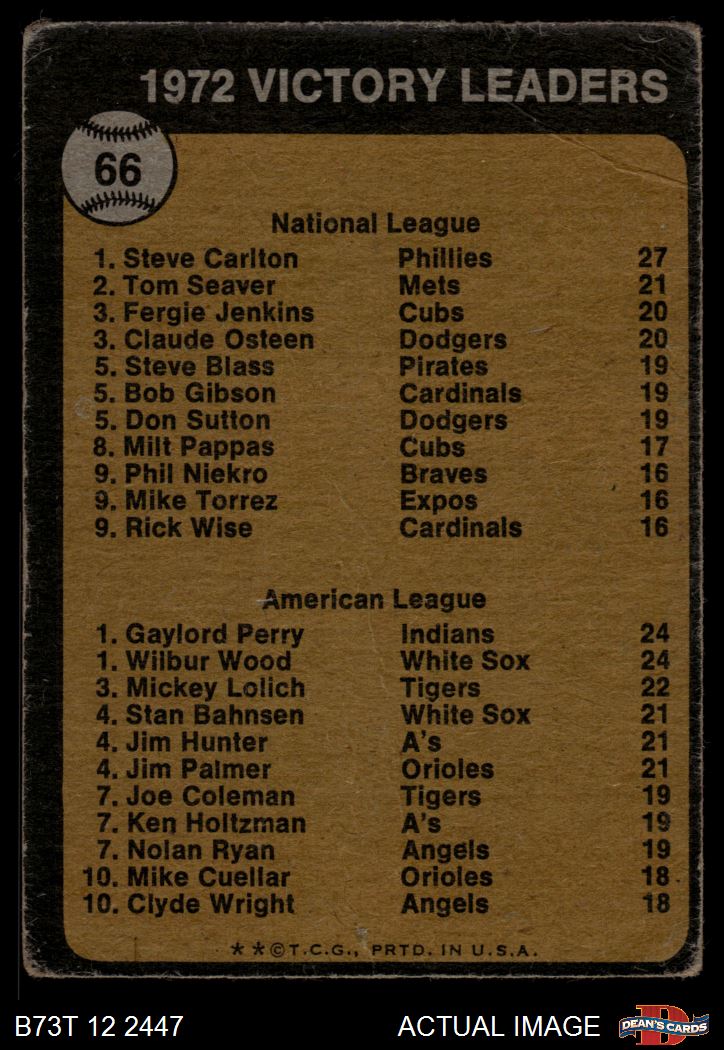 1972 VICTORY LEADERS
66
National League
1. Steve Carlton Phillies 27
2. Tom Seaver Mets 21
3. Fergie Jenkins Cubs 20
3. Claude Osteen Dodgers 20
5. Steve Blass Pirates 19
5. Bob Gibson Cardinals 19
5. Don Sutton Dodgers 19
8. Milt Pappas Cubs 17
9. Phil Niekro Braves 16
9. Mike Torrez Expos 16
9. Rick Wise Cardinals 16
American League
1. Gaylord Perry Indians 24
1. Wilbur Wood White Sox 24
3. Mickey Lolich Tigers 22
4. Stan Bahnsen White Sox 21
4. Jim Hunter A's 21
4. Jim Palmer Orioles 21
7. Joe Coleman Tigers 19
7. Ken Holtzman A's 19
7. Nolan Ryan Angels 19
10. Mike Cuellar Orioles 18
10. Clyde Wright Angels 18
* * © T.C.G., PRTD. IN U.S.A.
B73T 12 2447 ACTUAL IMAGE D DEAN'S CARDS